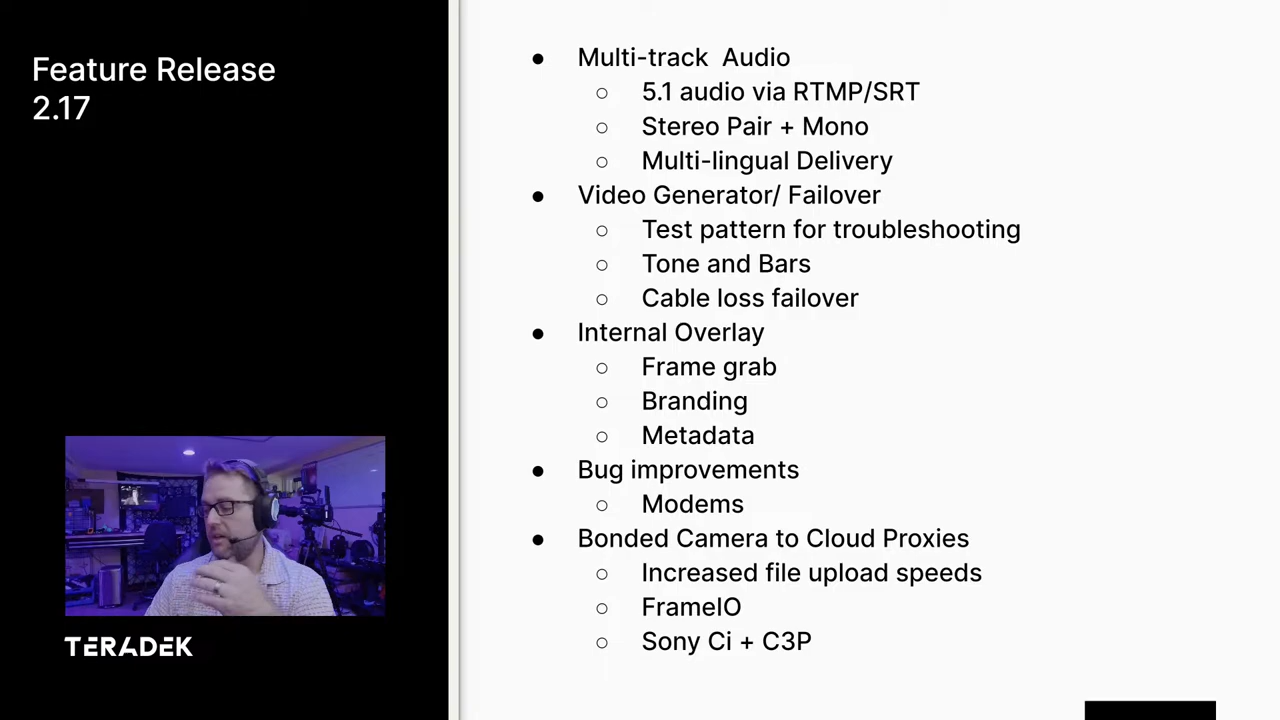 Feature Release
2.17
Multi-track Audio
5.1 audio via RTMP/SRT
Stereo Pair + Mono
Multi-lingual Delivery
Video Generator/ Failover
Test pattern for troubleshooting
Tone and Bars
Cable loss failover
Internal Overlay
Frame grab
Branding
Metadata
Bug improvements
Modems
Bonded Camera to Cloud Proxies
Increased file upload speeds
FrameIO
Sony Ci + C3P
TERADEK